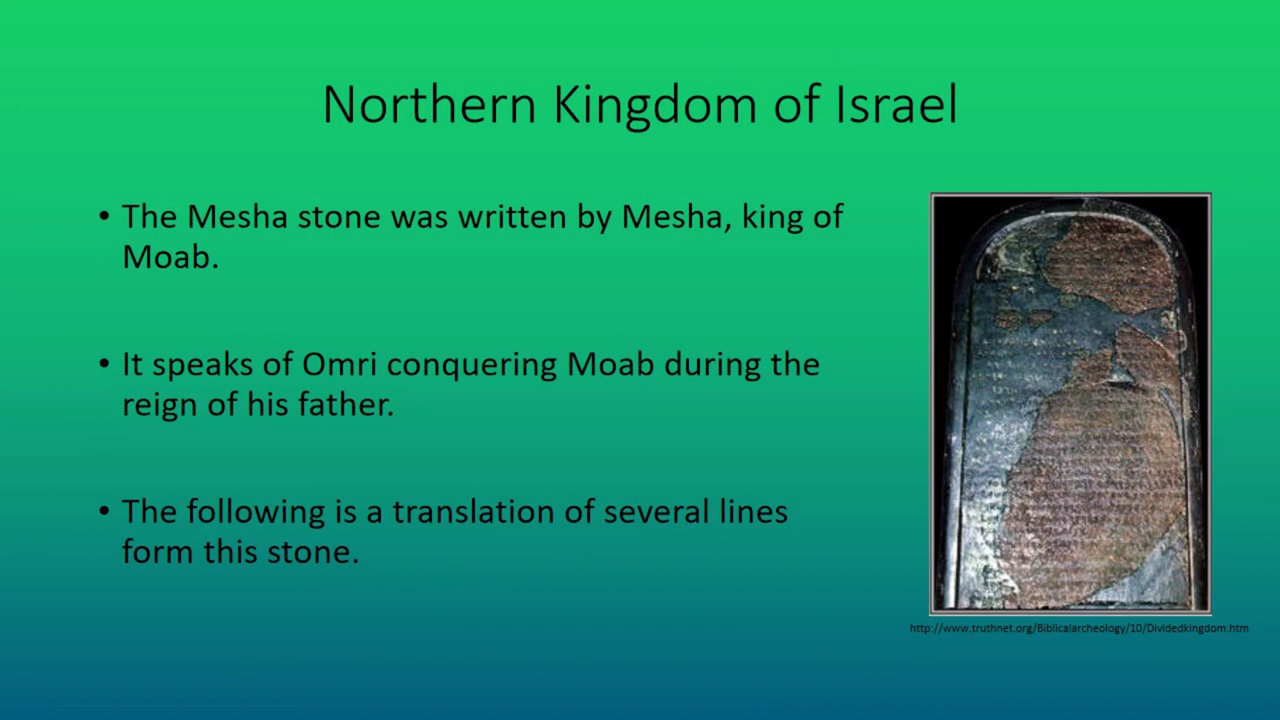 Northern Kingdom of Israel
• The Mesha stone was written by Mesha, king of
Moab.
• It speaks of Omri conquering Moab during the
reign of his father.
• The following is a translation of several lines
form this stone.
http://www.truthnet.org/Biblicalarcheology/10/Dividedkingdom.htm